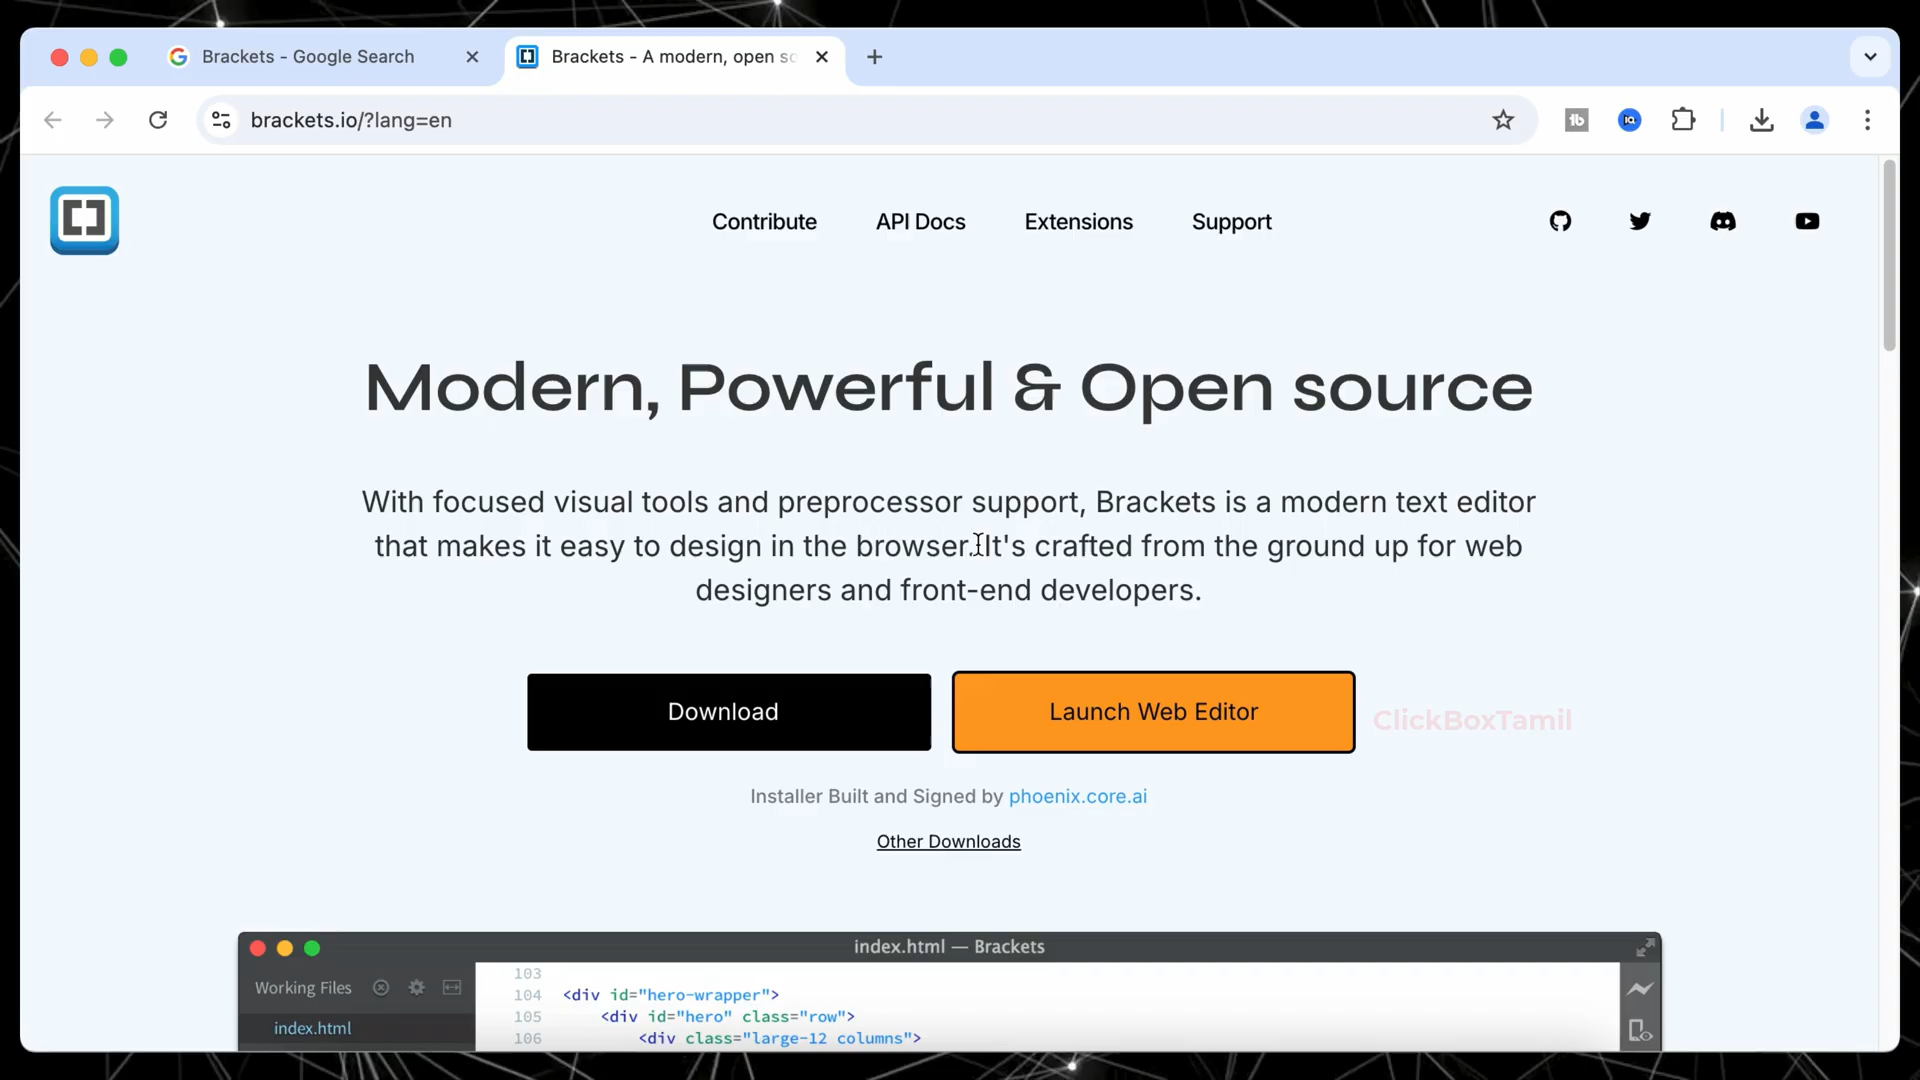 Brackets - Google Search
Brackets - A modern, open so
brackets.io/?lang=en
Contribute
API Docs
Extensions
Support
Modern, Powerful & Open source
With focused visual tools and preprocessor support, Brackets is a modern text editor
that makes it easy to design in the browser. It's crafted from the ground up for web
designers and front-end developers.
Download
Launch Web Editor
ClickBoxTamil
Installer Built and Signed by phoenix.core.ai
Other Downloads
index.html — Brackets
Working Files
index.html
103
104 <div id="hero-wrapper">
105 <div id="hero" class="row">
106 <div class="large-12 columns">